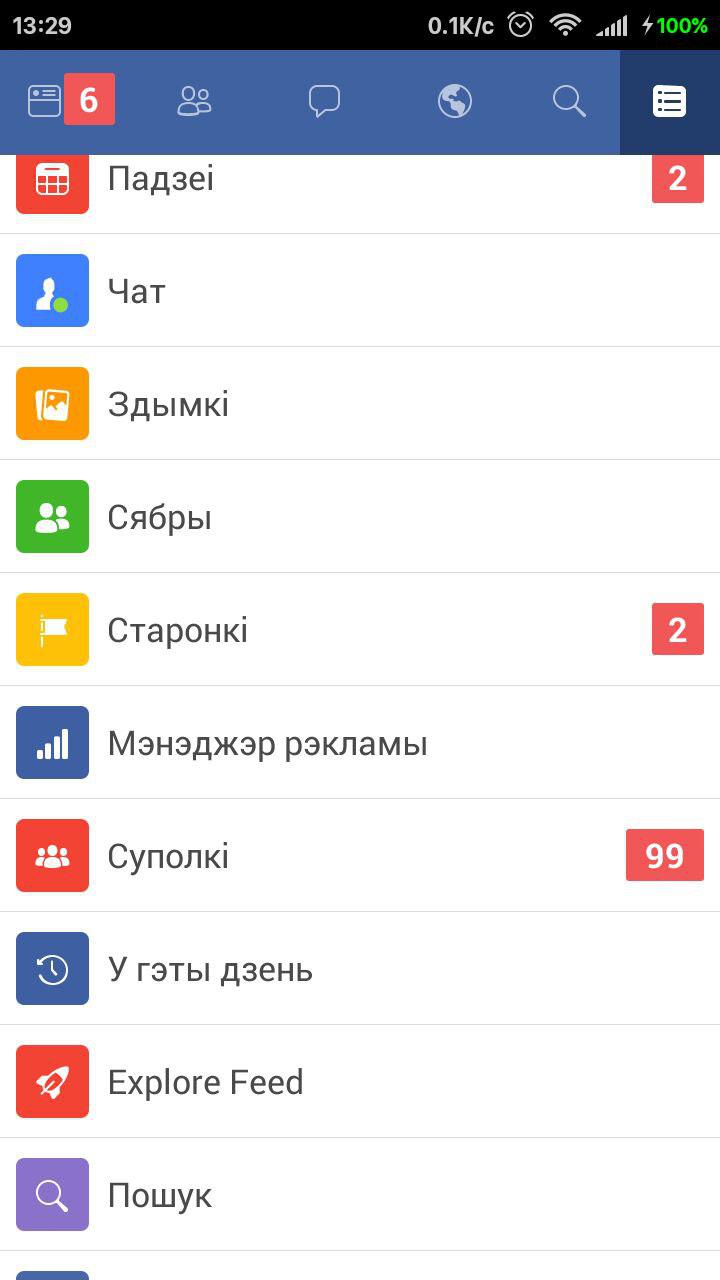 13:29 0.1K/c 100%
6
Падзеі 2
Чат
Здымкі
Сябры
Старонкі 2
Мэнэджэр рэкламы
Суполкі 99
У гэты дзень
Explore Feed
Пошук